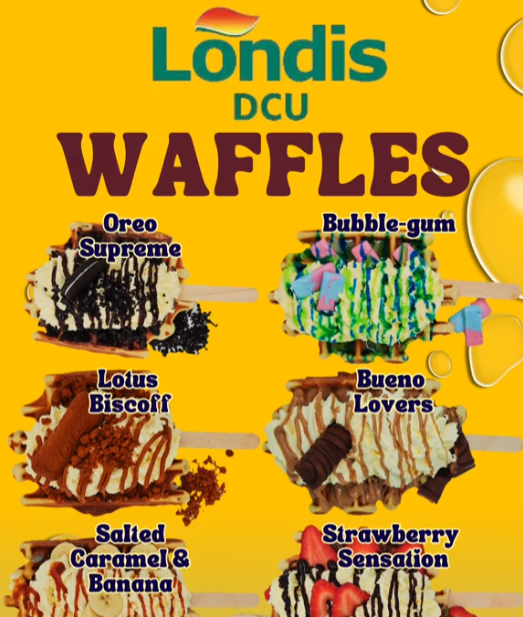 Londis
DCU
WAFFLES
Oreo
Supreme
Bubble-gum
Lotus
Biscoff
Bueno
Lovers
Salted
Caramel &
Banana
Strawberry
Sensation